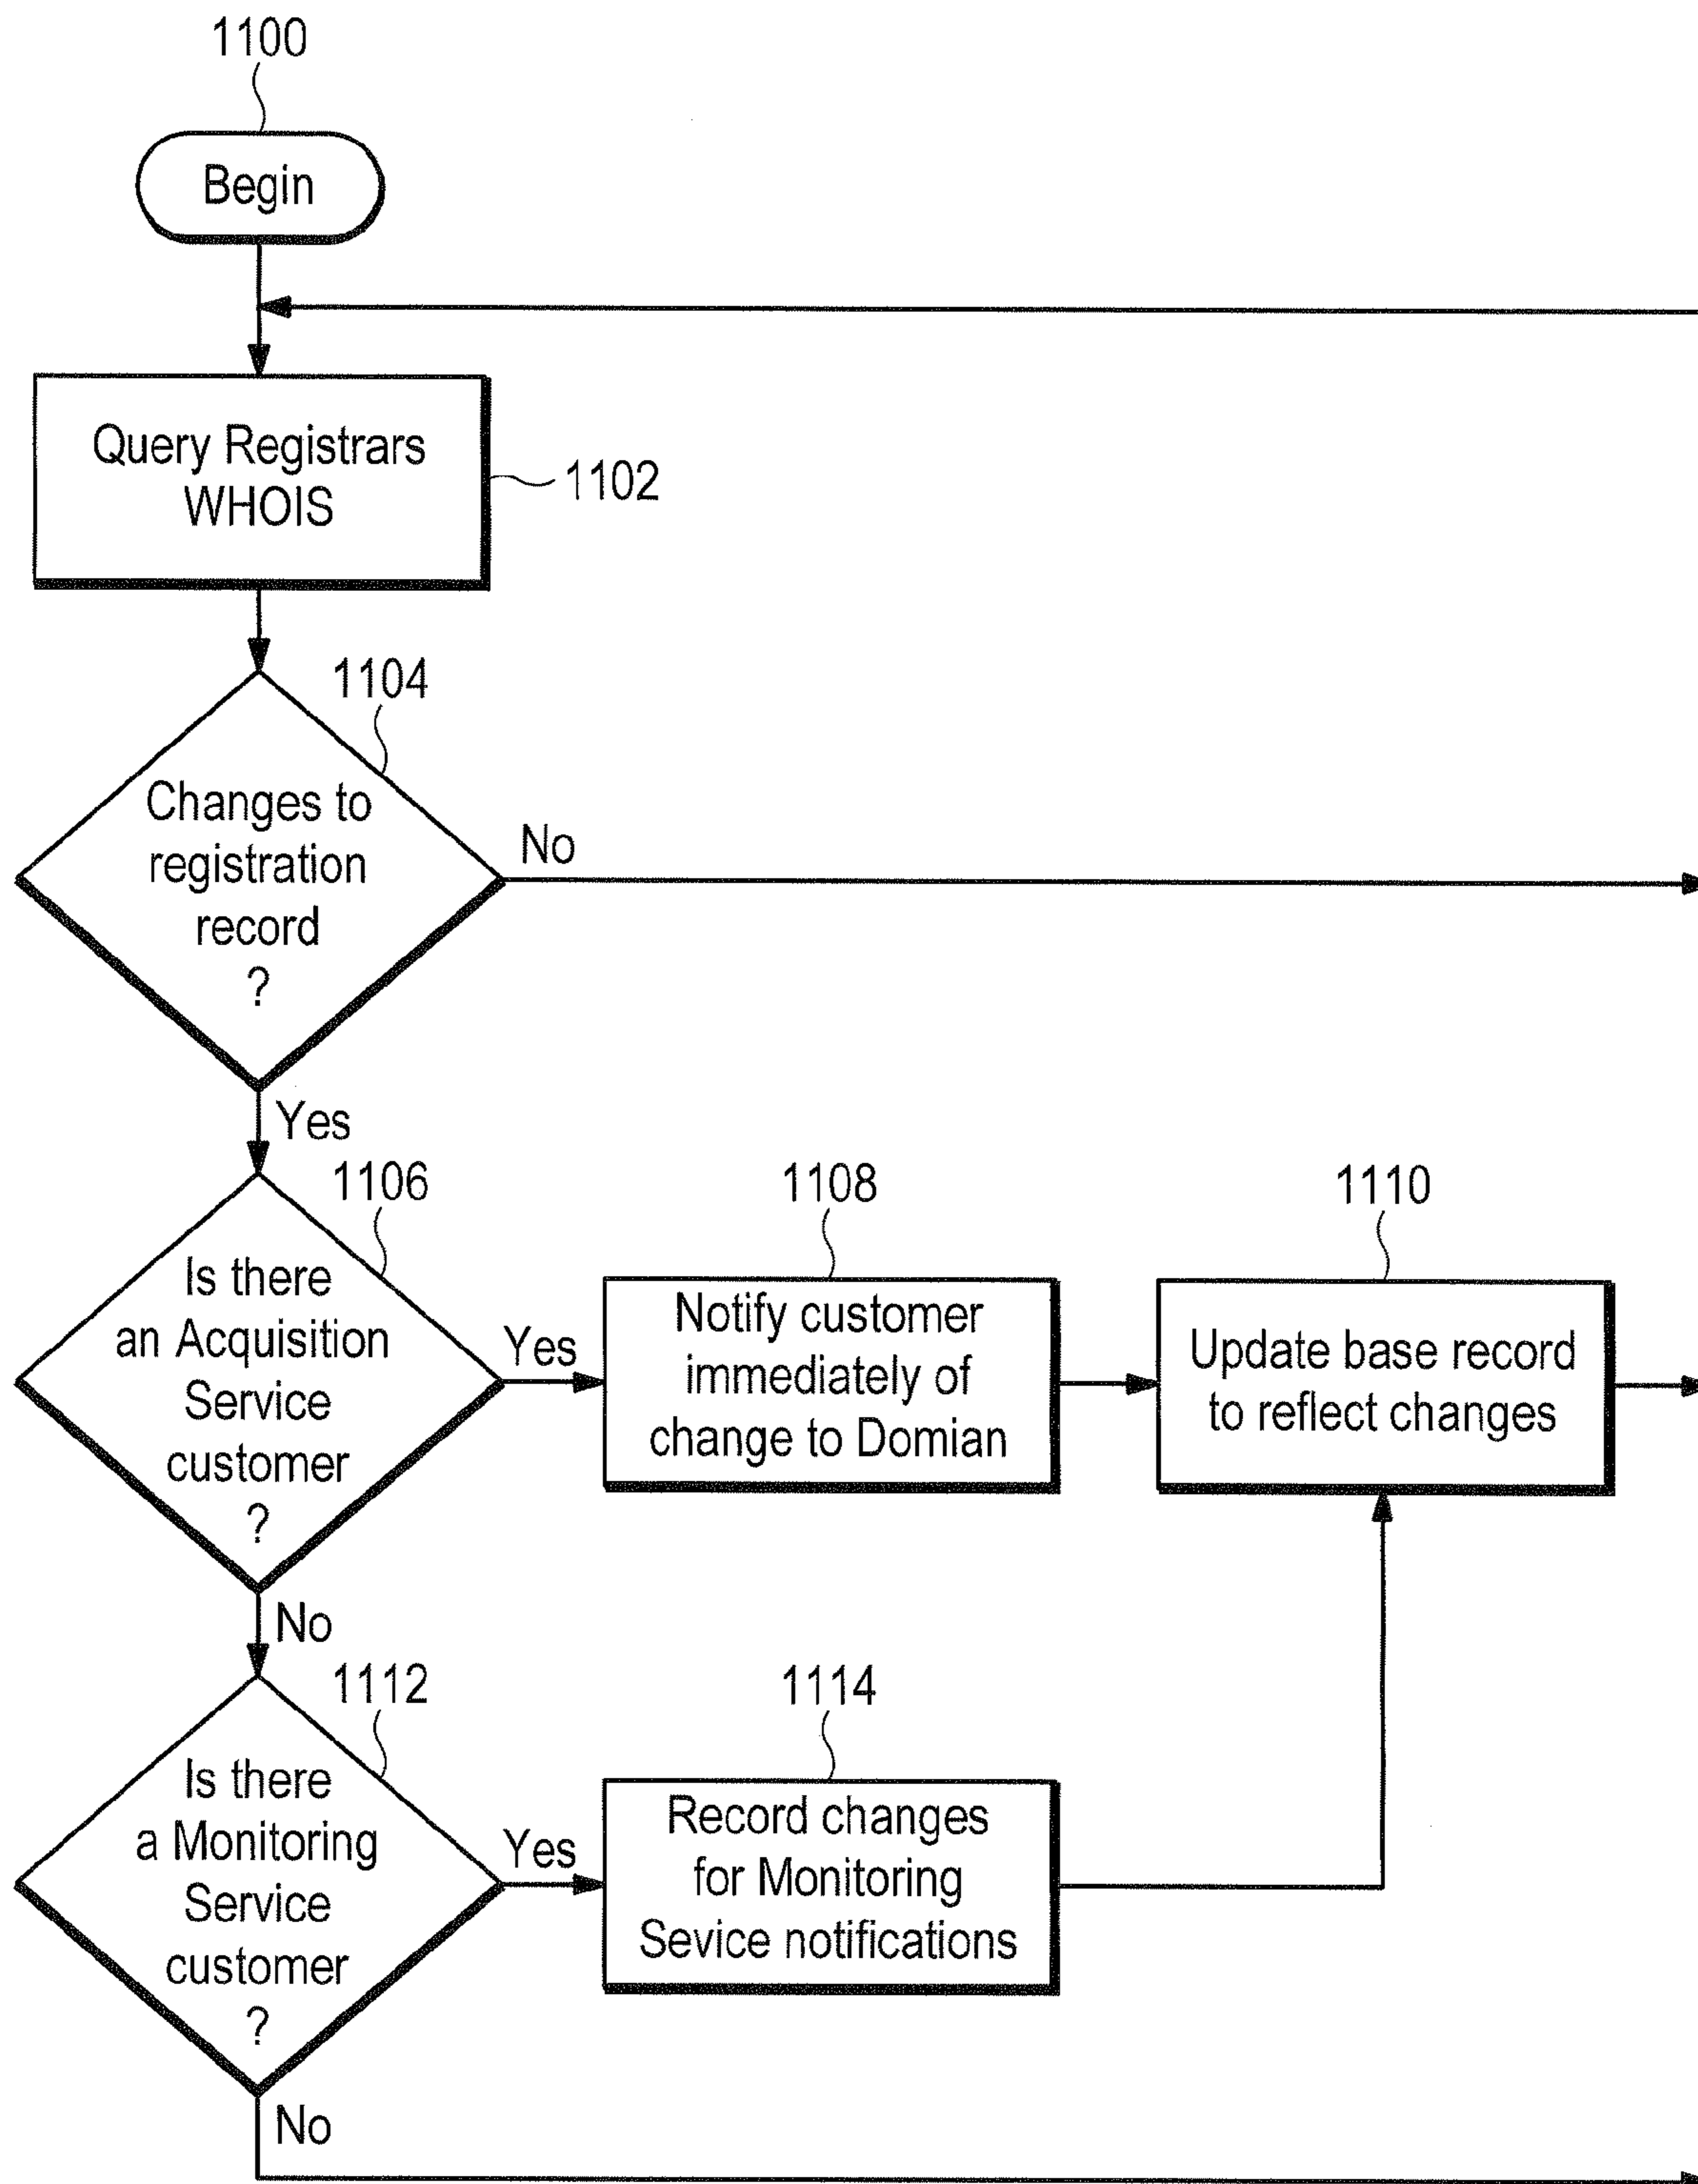 1100
Begin
Query Registrars
WHOIS
1102
1104
Changes to
registration
record
?
No
Yes
1106
Is there
an Acquisition
Service
customer
?
Yes
1108
Notify customer
immediately of
change to Domian
1110
Update base record
to reflect changes
No
1112
Is there
a Monitoring
Service
customer
?
Yes
1114
Record changes
for Monitoring
Sevice notifications
No